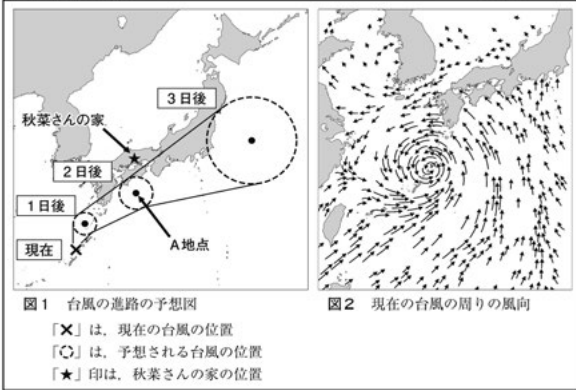 3日後
秋菜さんの家
2日後
1日後
A地点
現在
図1 台風の進路の予想図
「×」は，現在の台風の位置
「◌」は，予想される台風の位置
「★」印は，秋菜さんの家の位置
図2 現在の台風の周りの風向